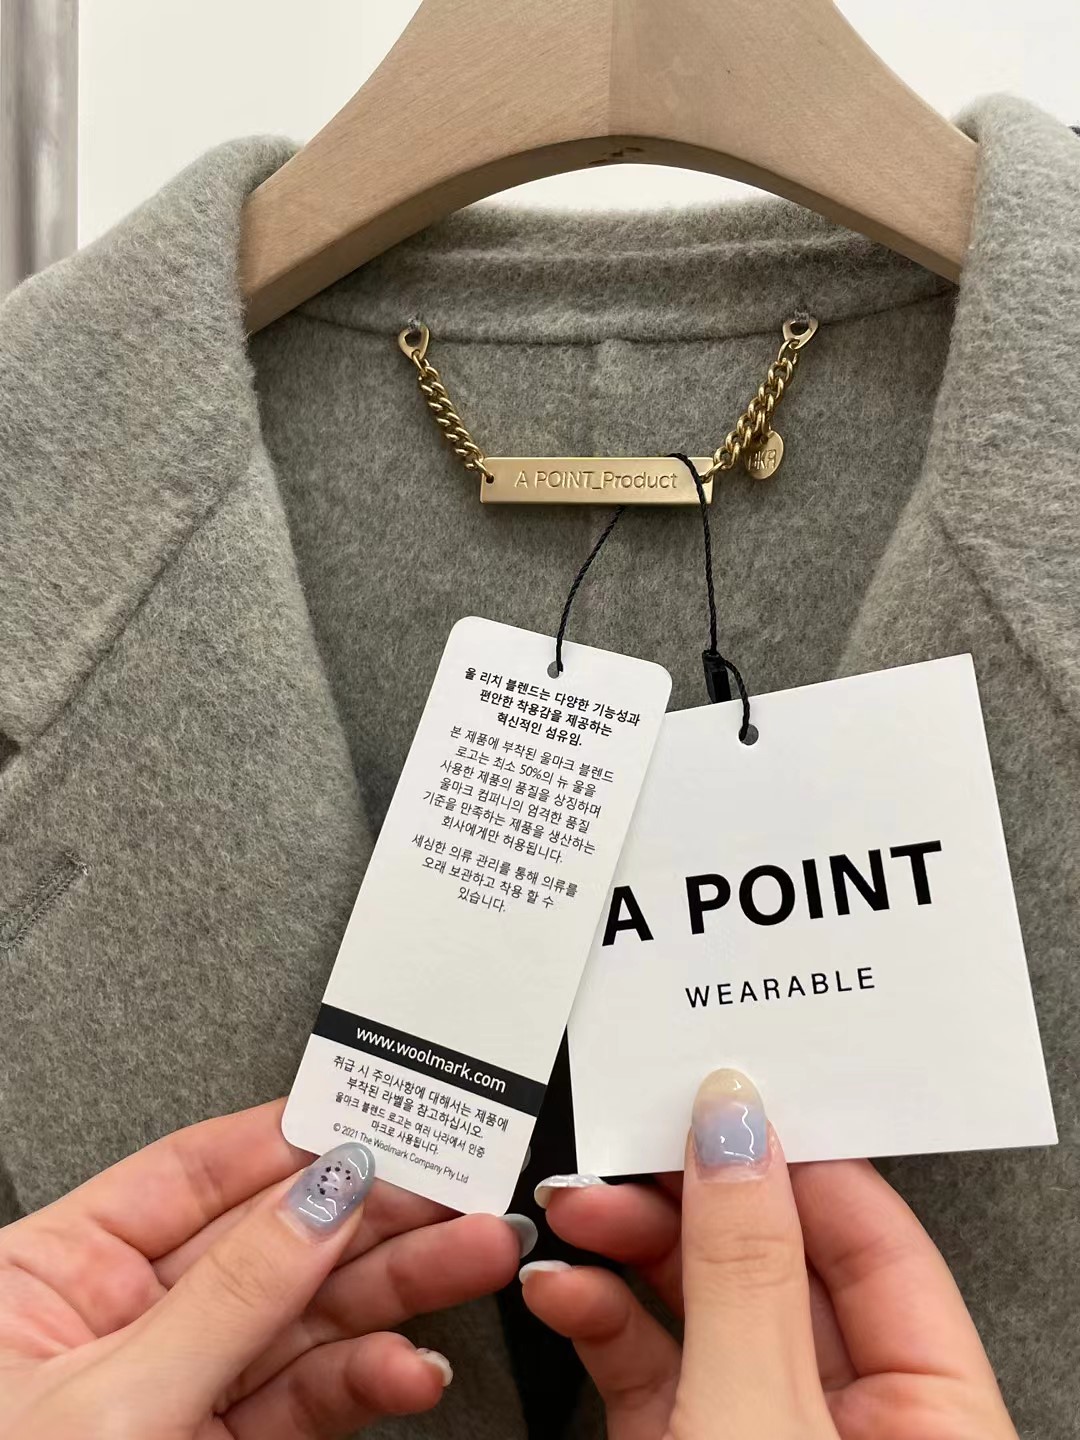 A POINT_Product
울 리치 블렌드는 다양한 기능성과
편안한 착용감을 제공하는
혁신적인 섬유임.
본 제품에 부착된 울마크 블렌드
로고는 최소 50%의 뉴 울을
사용한 제품의 품질을 상징하며
울마크 컴퍼니의 엄격한 품질
기준을 만족하는 제품을 생산하는
회사에게만 허용됩니다.
세심한 의류 관리를 통해 의류를
오래 보관하고 착용 할 수
있습니다.
www.woolmark.com
취급 시 주의사항에 대해서는 제품에
부착된 라벨을 참고하십시오.
울마크 블렌드 로고는 여러 나라에서 인증
마크로 사용됩니다.
© 2021 The Woolmark Company Pty Ltd
A POINT
WEARABLE